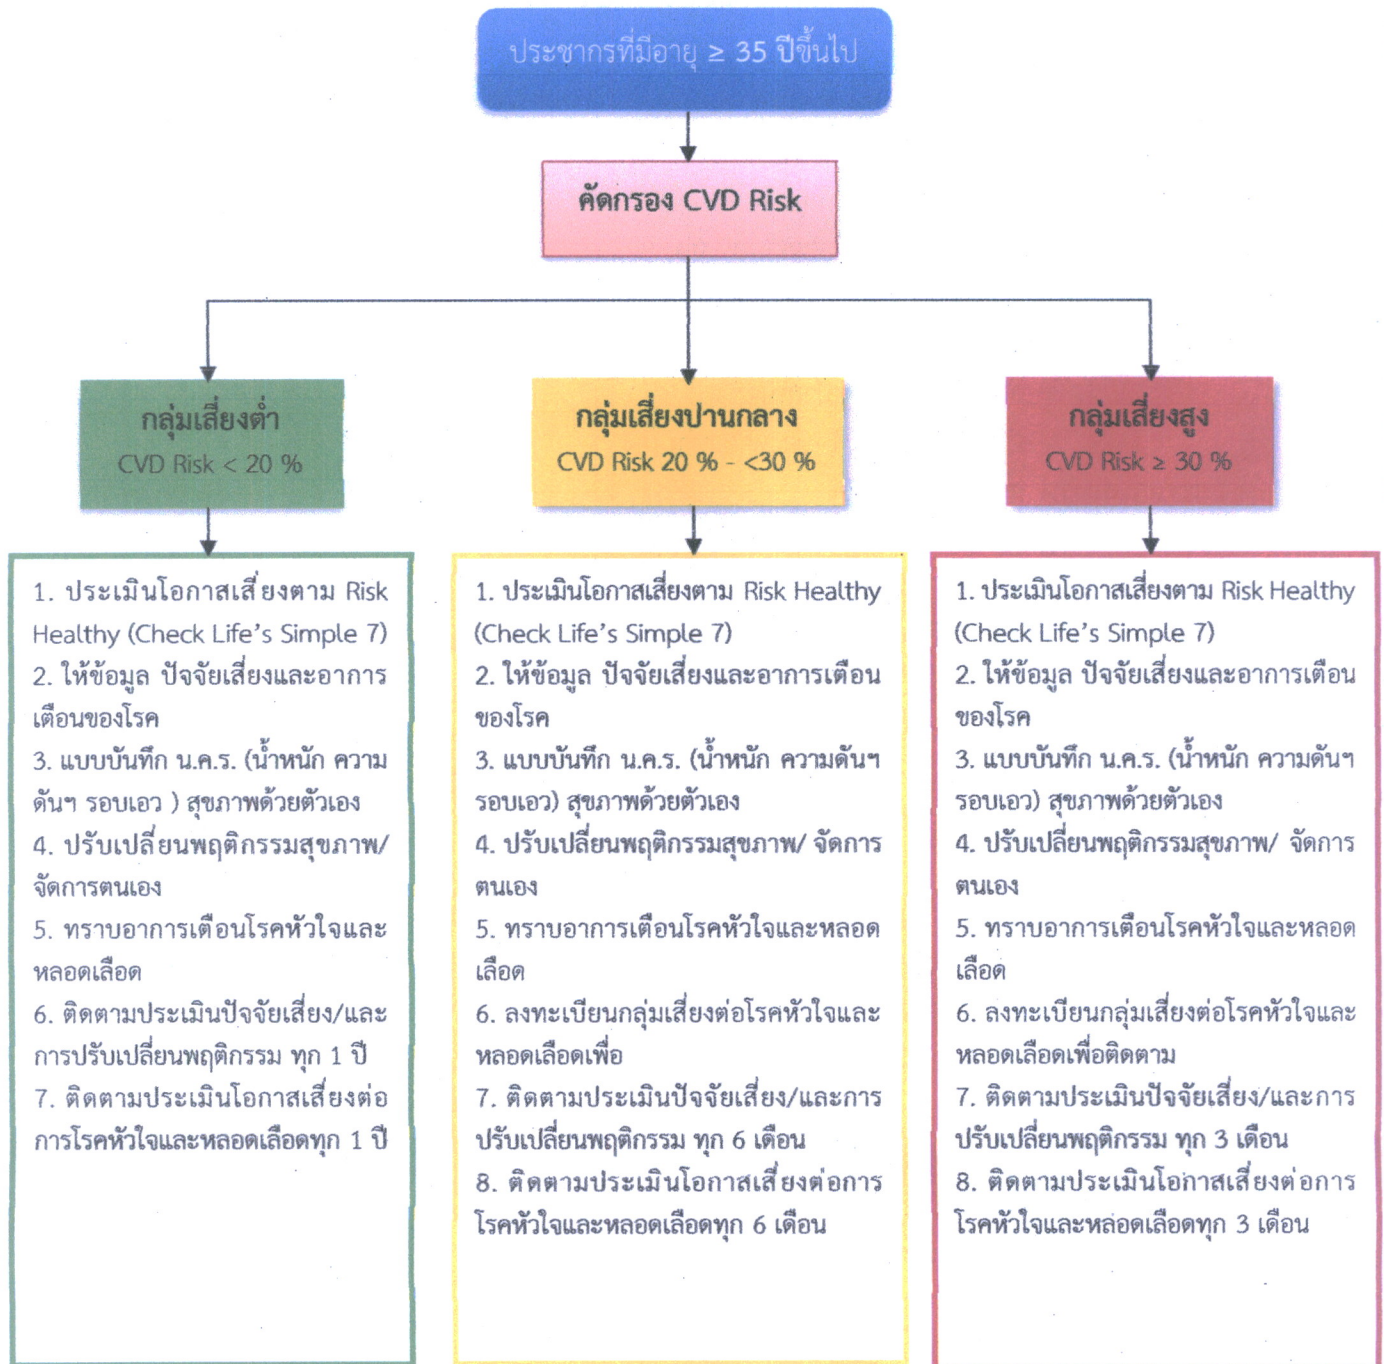 ประชากรที่มีอายุ ≥ 35 ปีขึ้นไป
คัดกรอง CVD Risk
กลุ่มเสี่ยงต่ำ
CVD Risk < 20 %
กลุ่มเสี่ยงปานกลาง
CVD Risk 20 % - <30 %
กลุ่มเสี่ยงสูง
CVD Risk ≥ 30 %
1. ประเมินโอกาสเสี่ยงตาม Risk
Healthy (Check Life's Simple 7)
2. ให้ข้อมูล ปัจจัยเสี่ยงและอาการ
เตือนของโรค
3. แบบบันทึก น.ค.ร. (น้ำหนัก ความ
ดันฯ รอบเอว ) สุขภาพด้วยตัวเอง
4. ปรับเปลี่ยนพฤติกรรมสุขภาพ/
จัดการตนเอง
5. ทราบอาการเตือนโรคหัวใจและ
หลอดเลือด
6. ติดตามประเมินปัจจัยเสี่ยง/และ
การปรับเปลี่ยนพฤติกรรม ทุก 1 ปี
7. ติดตามประเมินโอกาสเสี่ยงต่อ
การโรคหัวใจและหลอดเลือดทุก 1 ปี
1. ประเมินโอกาสเสี่ยงตาม Risk Healthy
(Check Life's Simple 7)
2. ให้ข้อมูล ปัจจัยเสี่ยงและอาการเตือน
ของโรค
3. แบบบันทึก น.ค.ร. (น้ำหนัก ความดันฯ
รอบเอว) สุขภาพด้วยตัวเอง
4. ปรับเปลี่ยนพฤติกรรมสุขภาพ/ จัดการ
ตนเอง
5. ทราบอาการเตือนโรคหัวใจและหลอด
เลือด
6. ลงทะเบียนกลุ่มเสี่ยงต่อโรคหัวใจและ
หลอดเลือดเพื่อ
7. ติดตามประเมินปัจจัยเสี่ยง/และการ
ปรับเปลี่ยนพฤติกรรม ทุก 6 เดือน
8. ติดตามประเมินโอกาสเสี่ยงต่อการ
โรคหัวใจและหลอดเลือดทุก 6 เดือน
1. ประเมินโอกาสเสี่ยงตาม Risk Healthy
(Check Life's Simple 7)
2. ให้ข้อมูล ปัจจัยเสี่ยงและอาการเตือน
ของโรค
3. แบบบันทึก น.ค.ร. (น้ำหนัก ความดันฯ
รอบเอว) สุขภาพด้วยตัวเอง
4. ปรับเปลี่ยนพฤติกรรมสุขภาพ/ จัดการ
ตนเอง
5. ทราบอาการเตือนโรคหัวใจและหลอด
เลือด
6. ลงทะเบียนกลุ่มเสี่ยงต่อโรคหัวใจและ
หลอดเลือดเพื่อติดตาม
7. ติดตามประเมินปัจจัยเสี่ยง/และการ
ปรับเปลี่ยนพฤติกรรม ทุก 3 เดือน
8. ติดตามประเมินโอกาสเสี่ยงต่อการ
โรคหัวใจและหลอดเลือดทุก 3 เดือน